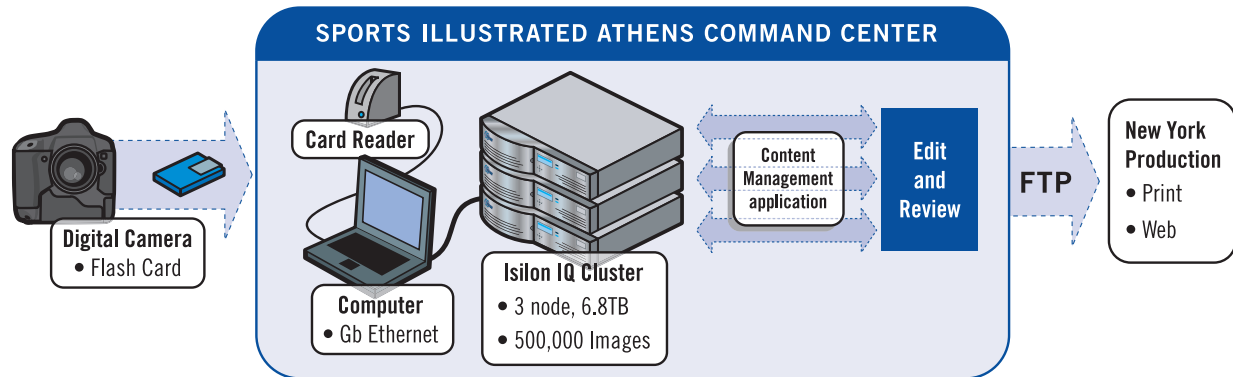 SPORTS ILLUSTRATED ATHENS COMMAND CENTER
Digital Camera
• Flash Card
Card Reader
Computer
• Gb Ethernet
Isilon IQ Cluster
• 3 node, 6.8TB
• 500,000 Images
Content
Management
application
Edit
and
Review
FTP
New York
Production
• Print
• Web